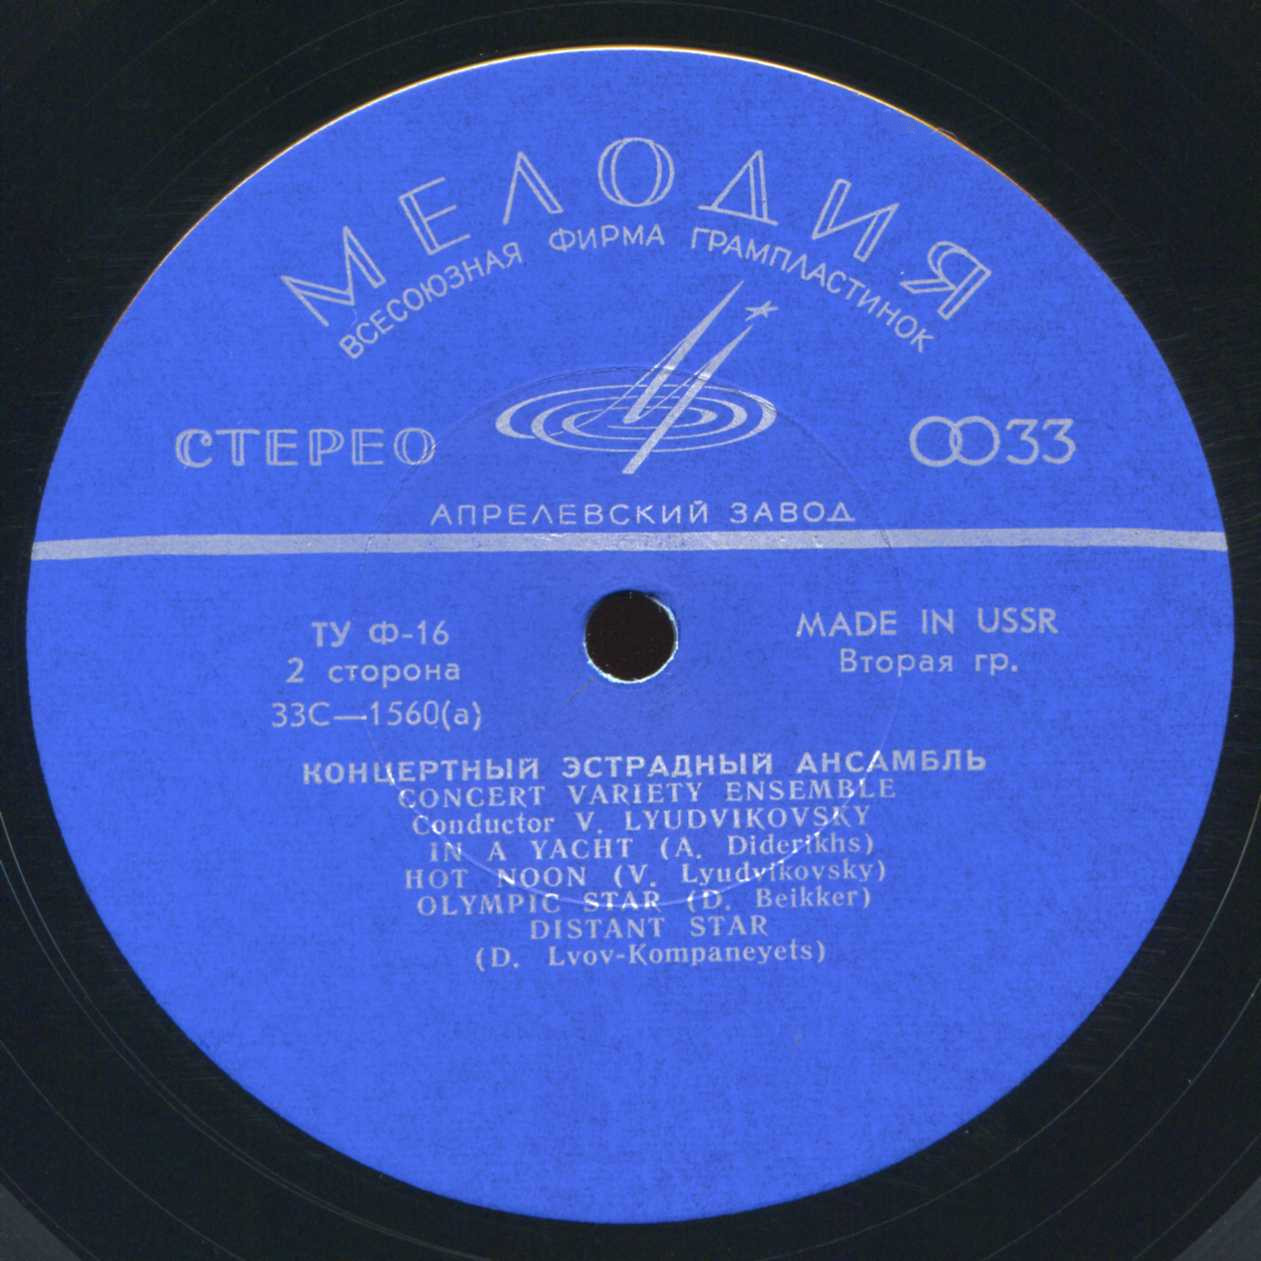 МЕЛОДИЯ
ВСЕСОЮЗНАЯ ФИРМА ГРАМПЛАСТИНОК
СТЕРЕО
33
АПРЕЛЕВСКИЙ ЗАВОД
ТУ Ф-16
2 сторона
33С—1560(а)
MADE IN USSR
Вторая гр.
КОНЦЕРТНЫЙ ЭСТРАДНЫЙ АНСАМБЛЬ
CONCERT VARIETY ENSEMBLE
Conductor V. LYUDVIKOVSKY
IN A YACHT (A. Diderikhs)
HOT NOON (V. Lyudvikovsky)
OLYMPIC STAR (D. Beikker)
DISTANT STAR
(D. Lvov-Kompaneyets)